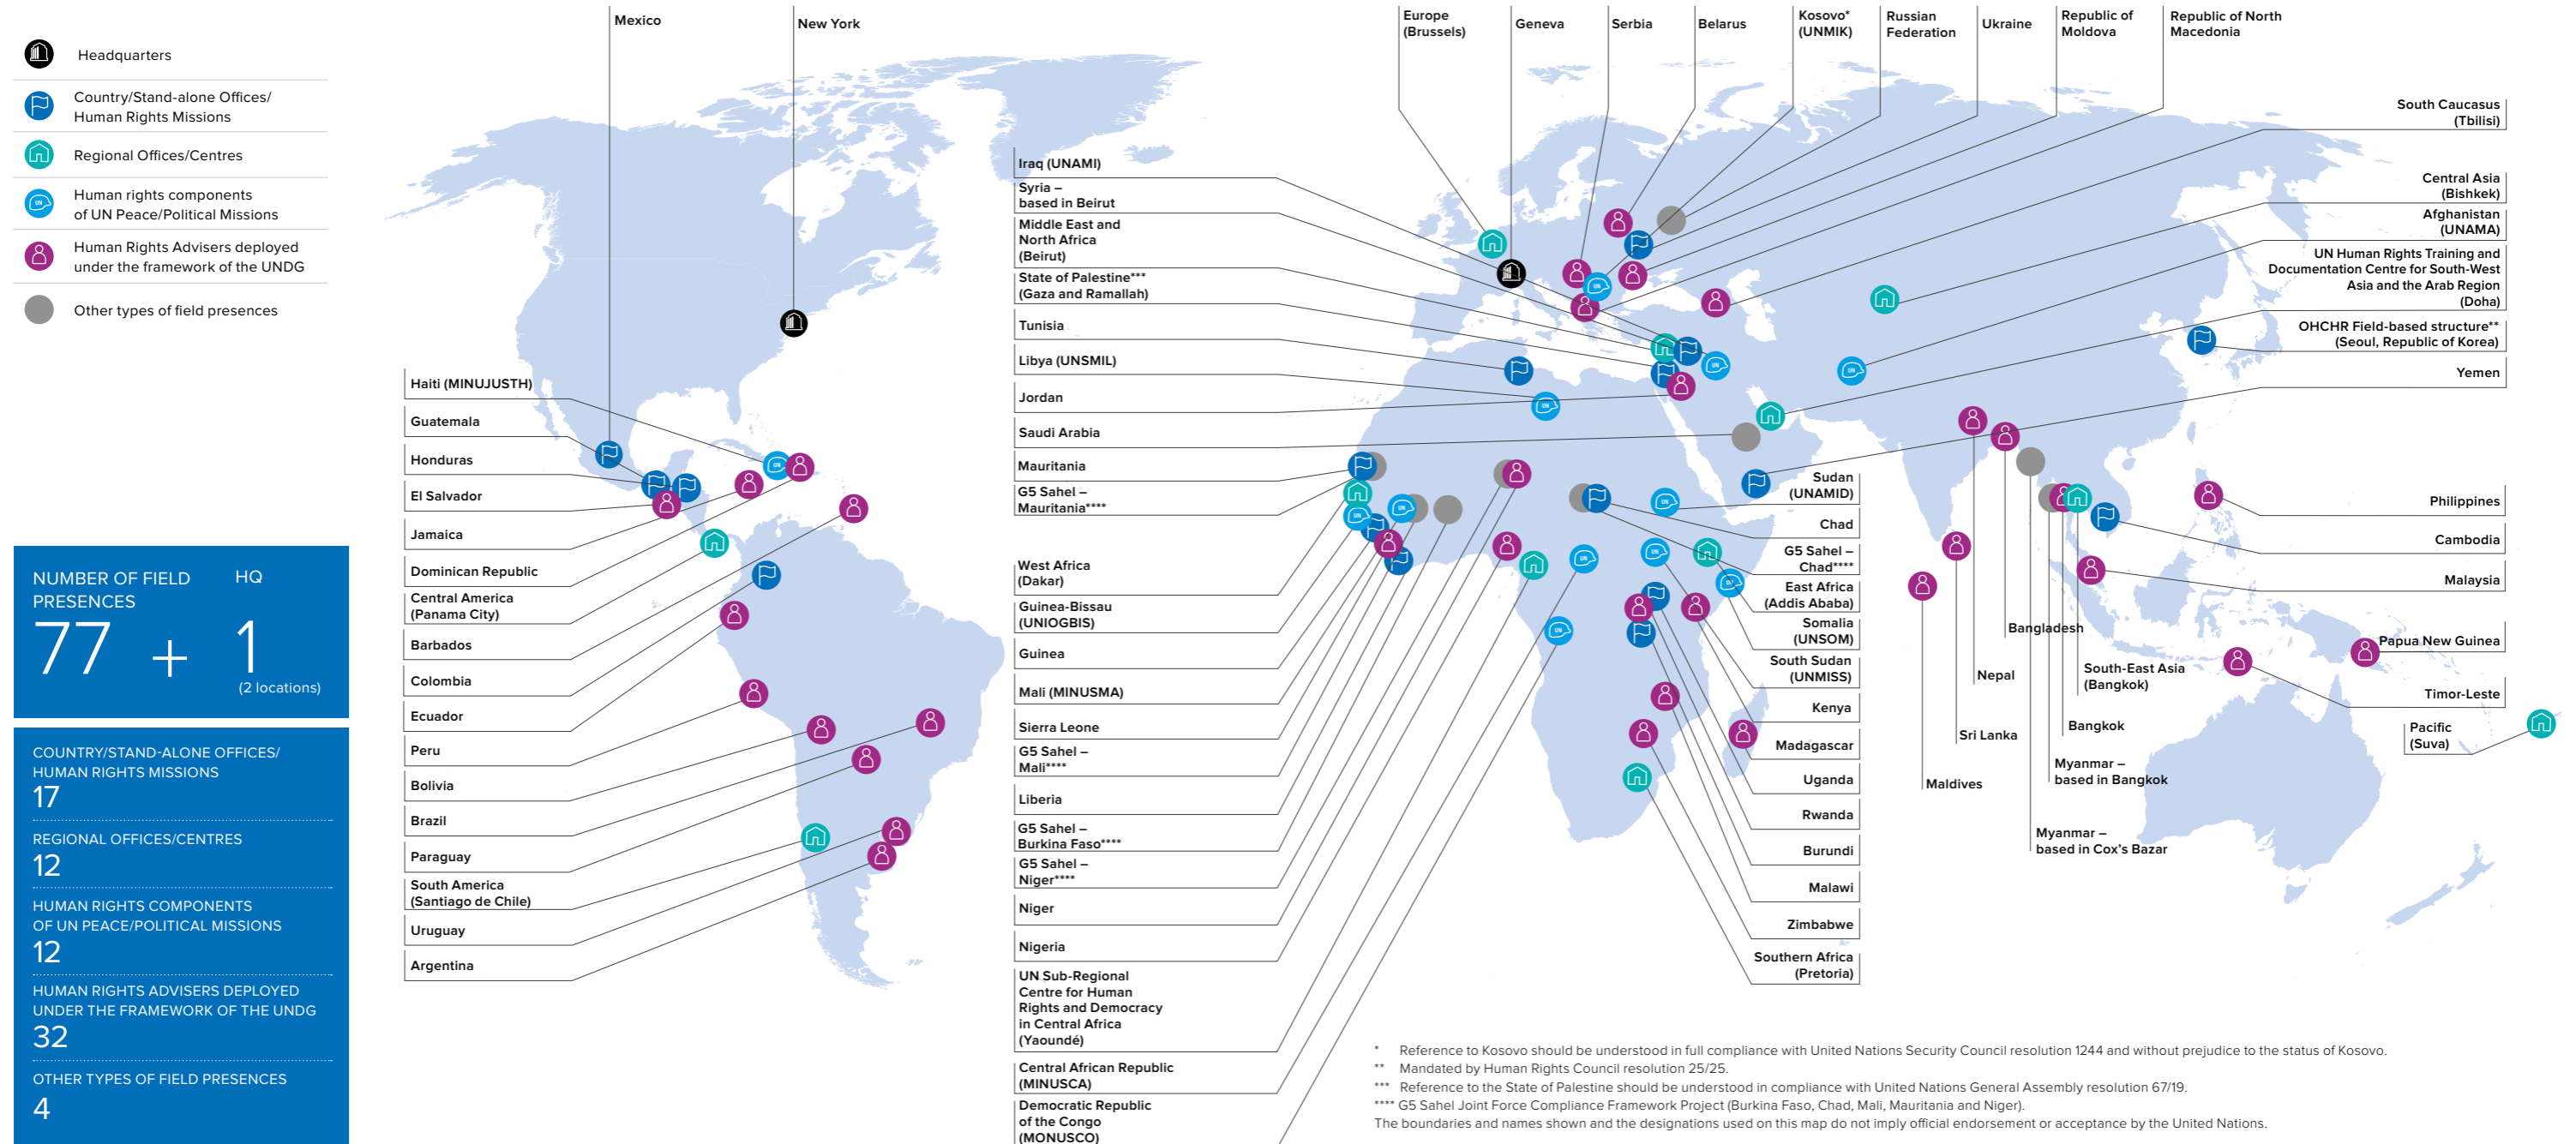 Headquarters
Country/Stand-alone Offices/
Human Rights Missions
Regional Offices/Centres
Human rights components
of UN Peace/Political Missions
Human Rights Advisers deployed
under the framework of the UNDG
Other types of field presences
NUMBER OF FIELD
PRESENCES
HQ
77 + 1
(2 locations)
COUNTRY/STAND-ALONE OFFICES/
HUMAN RIGHTS MISSIONS
17
REGIONAL OFFICES/CENTRES
12
HUMAN RIGHTS COMPONENTS
OF UN PEACE/POLITICAL MISSIONS
12
HUMAN RIGHTS ADVISERS DEPLOYED
UNDER THE FRAMEWORK OF THE UNDG
32
OTHER TYPES OF FIELD PRESENCES
4
Mexico
New York
Haiti (MINUJUSTH)
Guatemala
Honduras
El Salvador
Jamaica
Dominican Republic
Central America
(Panama City)
Barbados
Colombia
Ecuador
Peru
Bolivia
Brazil
Paraguay
South America
(Santiago de Chile)
Uruguay
Argentina
Iraq (UNAMI)
Syria –
based in Beirut
Middle East and
North Africa
(Beirut)
State of Palestine***
(Gaza and Ramallah)
Tunisia
Libya (UNSMIL)
Jordan
Saudi Arabia
Mauritania
G5 Sahel –
Mauritania****
West Africa
(Dakar)
Guinea-Bissau
(UNIOGBIS)
Guinea
Mali (MINUSMA)
Sierra Leone
G5 Sahel –
Mali****
Liberia
G5 Sahel –
Burkina Faso****
G5 Sahel –
Niger****
Niger
Nigeria
UN Sub-Regional
Centre for Human
Rights and Democracy
in Central Africa
(Yaoundé)
Central African Republic
(MINUSCA)
Democratic Republic
of the Congo
(MONUSCO)
Europe
(Brussels)
Geneva
Serbia
Belarus
Kosovo*
(UNMIK)
Russian
Federation
Ukraine
Republic of
Moldova
Republic of North
Macedonia
South Caucasus
(Tbilisi)
Central Asia
(Bishkek)
Afghanistan
(UNAMA)
UN Human Rights Training and
Documentation Centre for South-West
Asia and the Arab Region
(Doha)
OHCHR Field-based structure**
(Seoul, Republic of Korea)
Yemen
Sudan
(UNAMID)
Chad
G5 Sahel –
Chad****
East Africa
(Addis Ababa)
Somalia
(UNSOM)
South Sudan
(UNMISS)
Kenya
Madagascar
Uganda
Rwanda
Burundi
Malawi
Zimbabwe
Southern Africa
(Pretoria)
Philippines
Cambodia
Malaysia
Papua New Guinea
Timor-Leste
Pacific
(Suva)
Bangladesh
Nepal
South-East Asia
(Bangkok)
Bangkok
Sri Lanka
Myanmar –
based in Bangkok
Maldives
Myanmar –
based in Cox's Bazar
* Reference to Kosovo should be understood in full compliance with United Nations Security Council resolution 1244 and without prejudice to the status of Kosovo.
** Mandated by Human Rights Council resolution 25/25.
*** Reference to the State of Palestine should be understood in compliance with United Nations General Assembly resolution 67/19.
**** G5 Sahel Joint Force Compliance Framework Project (Burkina Faso, Chad, Mali, Mauritania and Niger).
The boundaries and names shown and the designations used on this map do not imply official endorsement or acceptance by the United Nations.